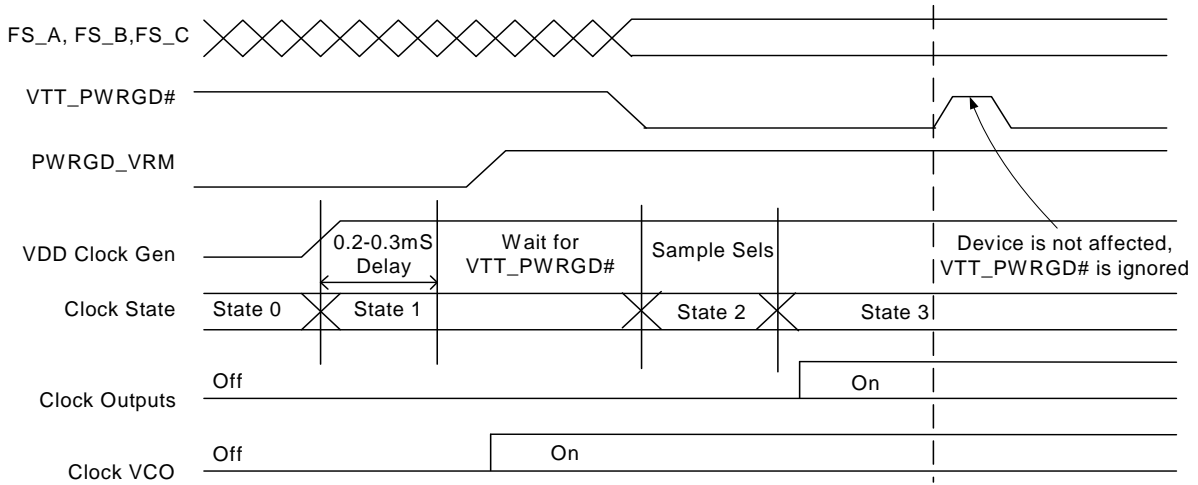 FS_A, FS_B,FS_C
VTT_PWRGD#
PWRGD_VRM
VDD Clock Gen
0.2-0.3mS
Delay
Wait for
VTT_PWRGD#
Sample Sels
Device is not affected,
VTT_PWRGD# is ignored
Clock State
State 0
State 1
State 2
State 3
Clock Outputs
Off
On
Clock VCO
Off
On